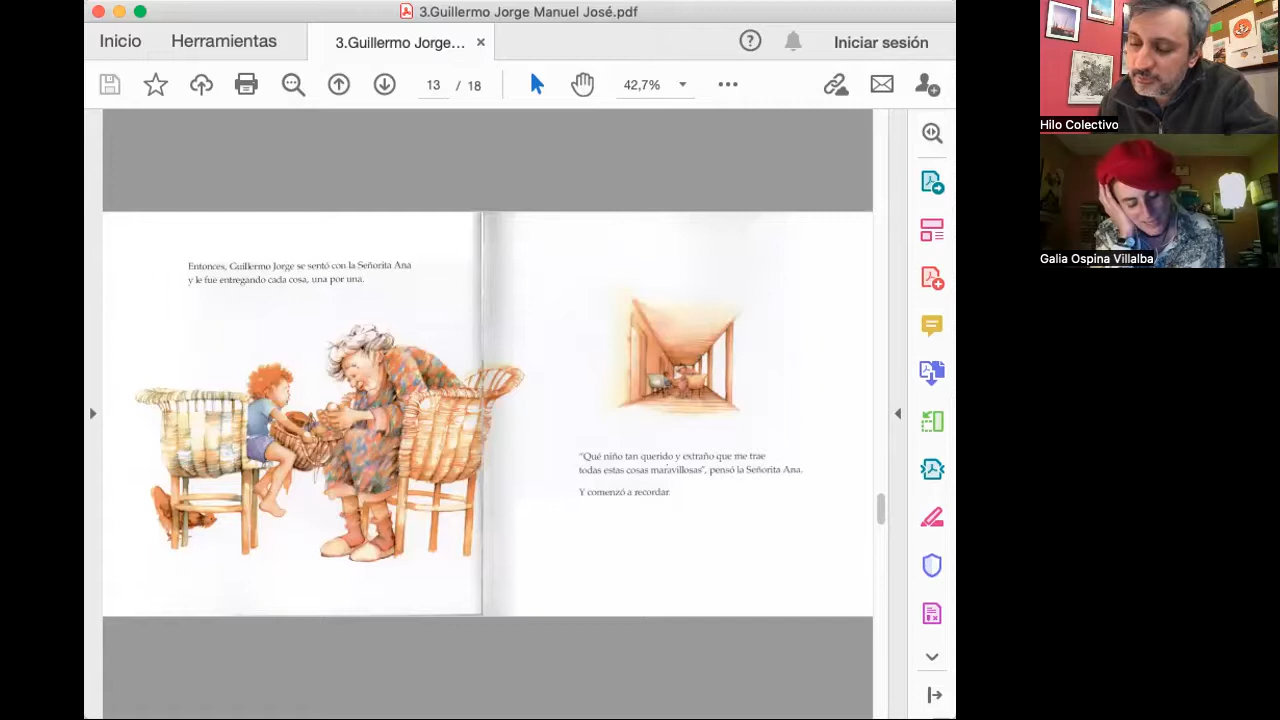 3.Guillermo Jorge Manuel José.pdf
Inicio
Herramientas
3.Guillermo Jorge...
Iniciar sesión
13 / 18
42,7%
Hilo Colectivo
Galia Ospina Villalba
Entonces, Guillermo Jorge se sentó con la Señorita Ana
y le fue entregando cada cosa, una por una.
"Qué niño tan querido y extraño que me trae
todas estas cosas maravillosas", pensó la Señorita Ana.
Y comenzó a recordar.